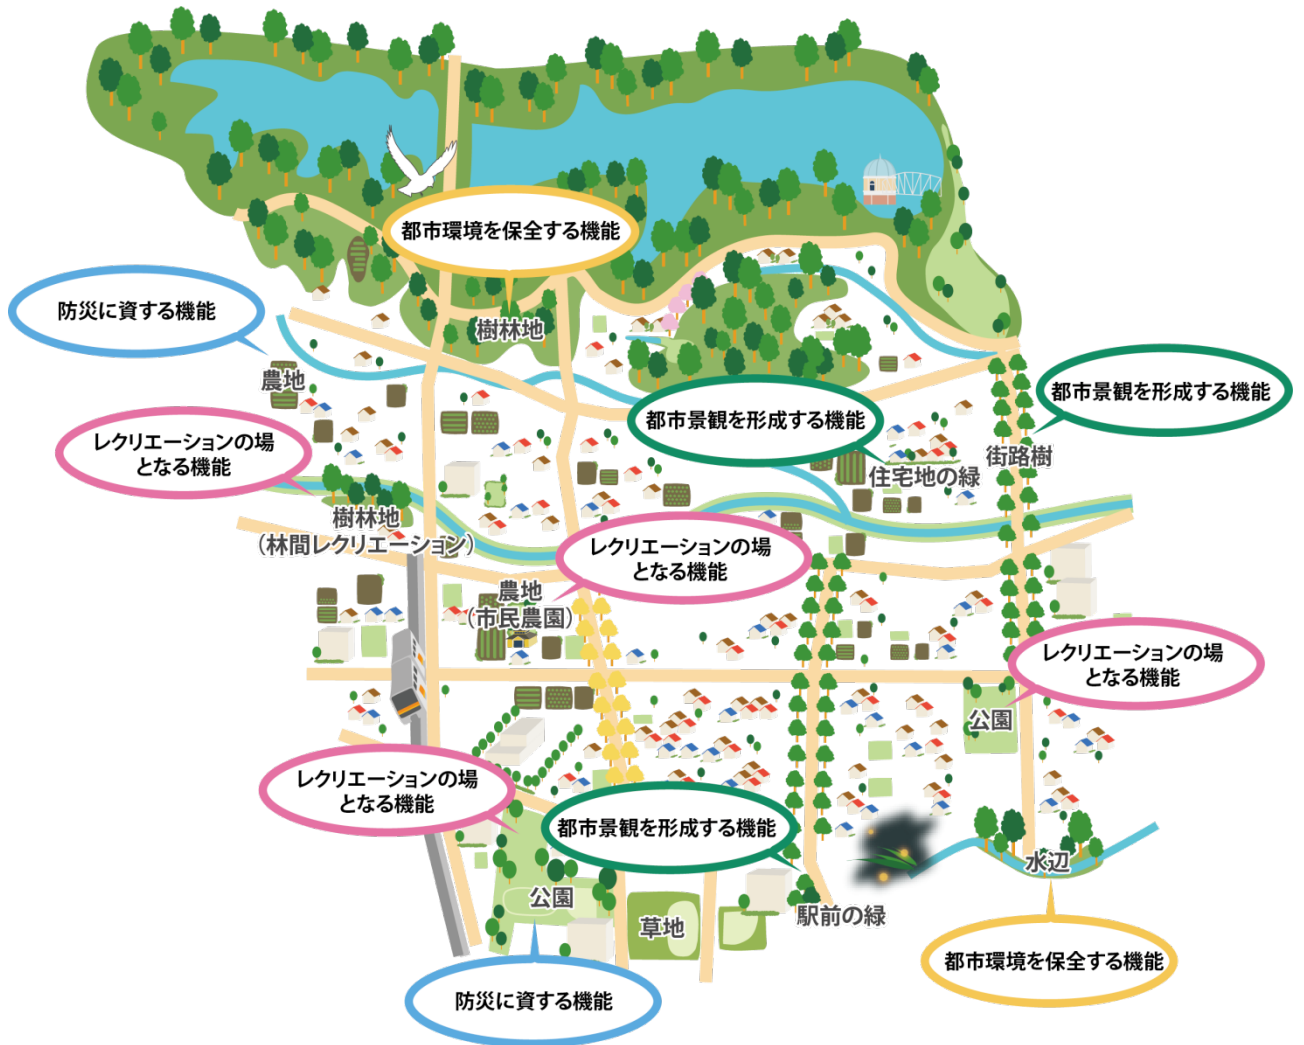 都市環境を保全する機能
防災に資する機能
樹林地
農地
都市景観を形成する機能
都市景観を形成する機能
レクリエーションの場
となる機能
街路樹
住宅地の緑
樹林地
(林間レクリエーション)
レクリエーションの場
となる機能
農地
(市民農園)
レクリエーションの場
となる機能
公園
レクリエーションの場
となる機能
都市景観を形成する機能
水辺
公園
駅前の緑
草地
都市環境を保全する機能
防災に資する機能